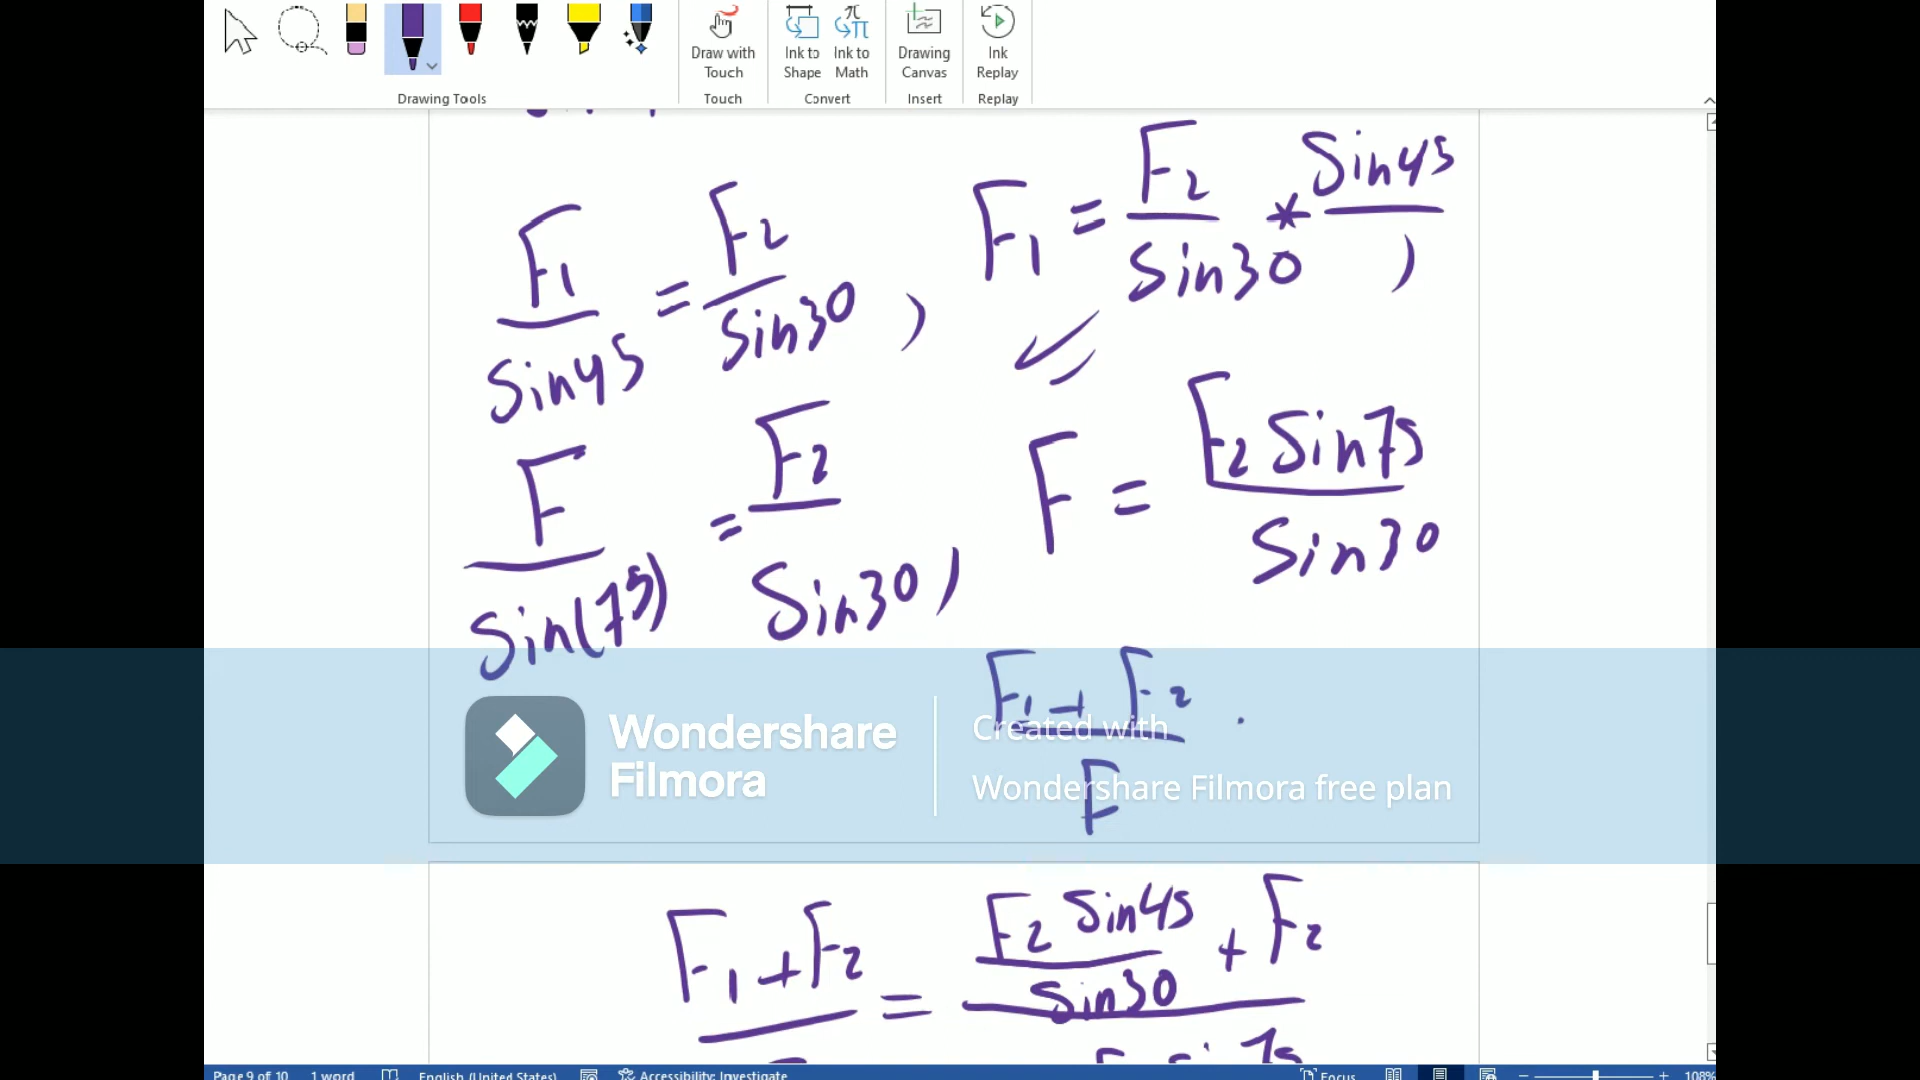 Draw with Touch
Ink to Shape
Ink to Math
Drawing Canvas
Ink Replay
Drawing Tools
Touch
Convert
Insert
Replay
F1 / Sin45 = F2 / Sin30 , F1 = F2 / Sin30 * Sin45 ,
F / Sin(75) = F2 / Sin30 , F = F2 Sin75 / Sin30
F1 + F2 / F
Wondershare Filmora
Created with
Wondershare Filmora free plan
F1 + F2 = F2 Sin45 / Sin30 + F2
Page 9 of 10
1 word
English (United States)
Accessibility: Investigate
Focus
108%